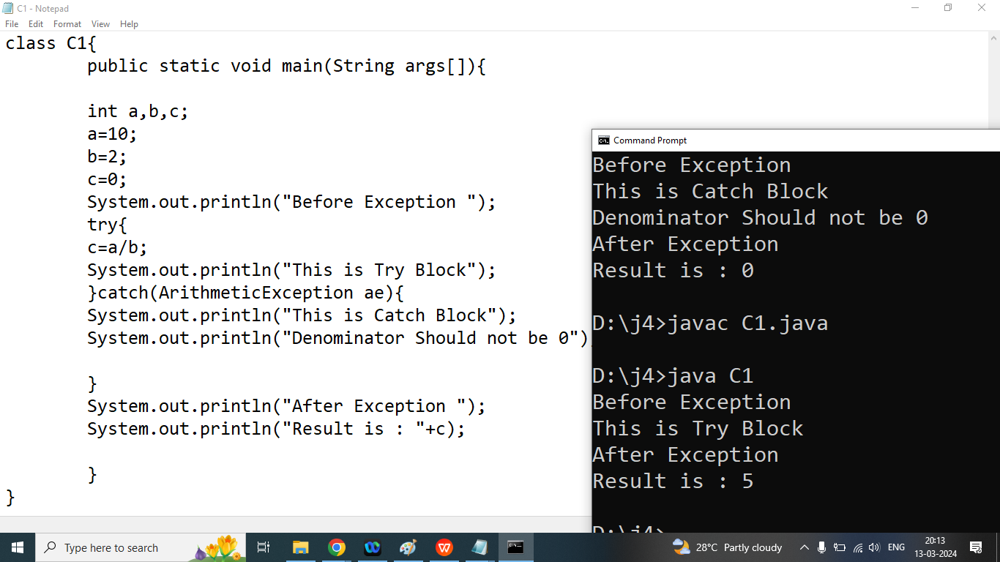 C1 - Notepad
File Edit Format View Help
class C1{
public static void main(String args[]){
int a,b,c;
a=10;
b=2;
c=0;
System.out.println("Before Exception ");
try{
c=a/b;
System.out.println("This is Try Block");
}catch(ArithmeticException ae){
System.out.println("This is Catch Block");
System.out.println("Denominator Should not be 0")
}
System.out.println("After Exception ");
System.out.println("Result is : "+c);
}
}
Command Prompt
Before Exception
This is Catch Block
Denominator Should not be 0
After Exception
Result is : 0
D:\j4>javac C1.java
D:\j4>java C1
Before Exception
This is Try Block
After Exception
Result is : 5
D:\j4>
Type here to search
28°C Partly cloudy
ENG
20:13
13-03-2024